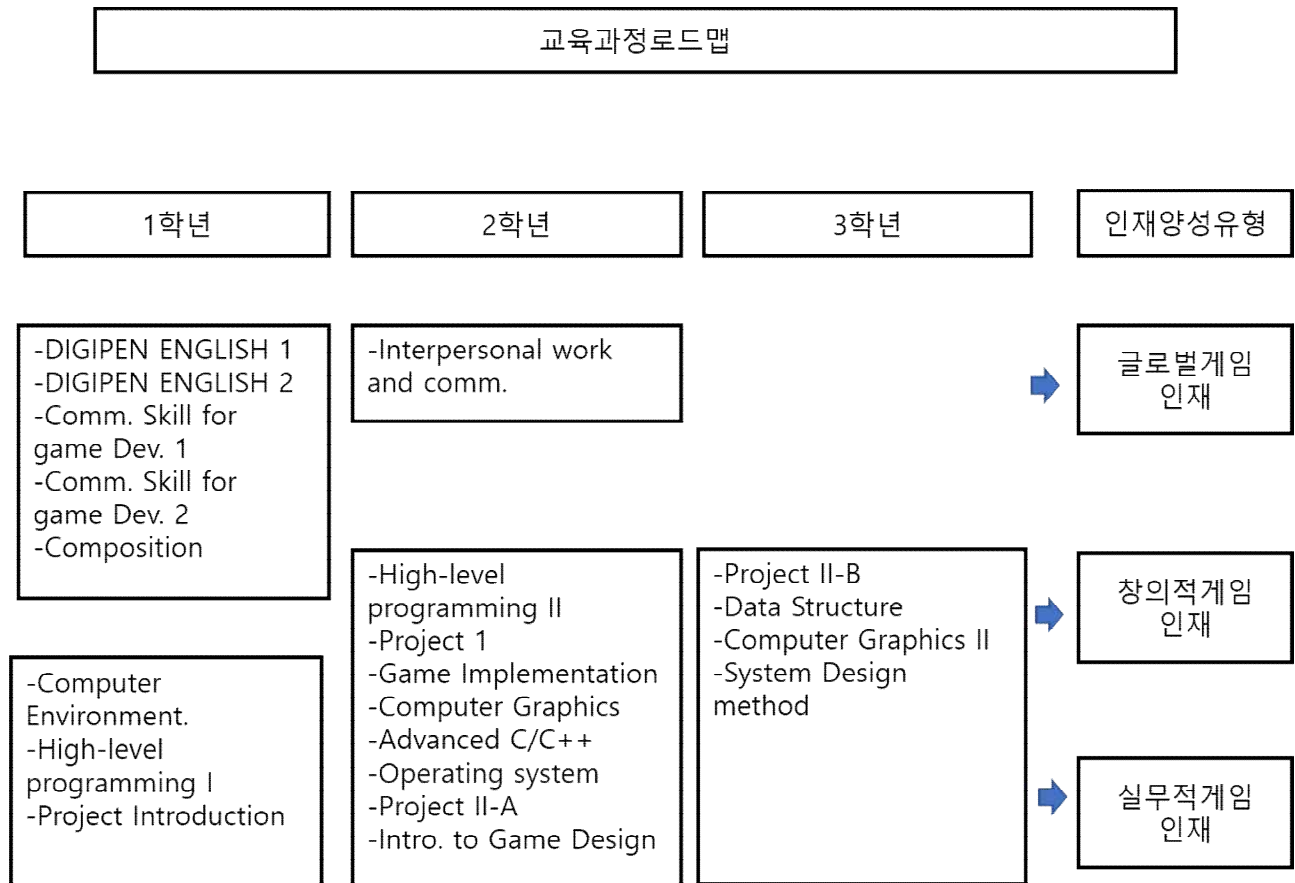 교육과정로드맵
1학년
2학년
3학년
인재양성유형
-DIGIPEN ENGLISH 1
-DIGIPEN ENGLISH 2
-Comm. Skill for
game Dev. 1
-Comm. Skill for
game Dev. 2
-Composition
-Interpersonal work
and comm.
글로벌게임
인재
-Computer
Environment.
-High-level
programming I
-Project Introduction
-High-level
programming II
-Project 1
-Game Implementation
-Computer Graphics
-Advanced C/C++
-Operating system
-Project II-A
-Intro. to Game Design
-Project II-B
-Data Structure
-Computer Graphics II
-System Design
method
창의적게임
인재
실무적게임
인재